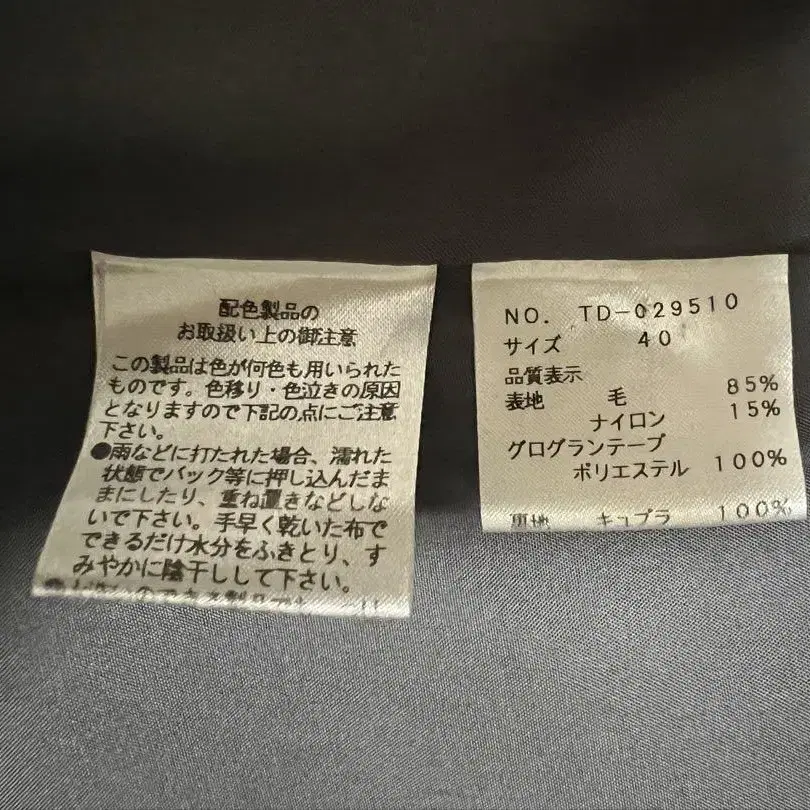 配色製品の
お取扱い上の御注意
この製品は色が何色も用いられた
ものです。色移り・色泣きの原因
となりますので下記の点にご注意
下さい。
●雨などに打たれた場合、濡れた
状態でバック等に押し込んだま
まにしたり、重ね置きなどしな
いで下さい。手早く乾いた布で
できるだけ水分をふきとり、す
みやかに陰干しして下さい。
NO. TD-029510
サイズ 40
品質表示
表地 毛 85%
ナイロン 15%
グログランテープ
ポリエステル 100%
裏地 キュプラ 100%